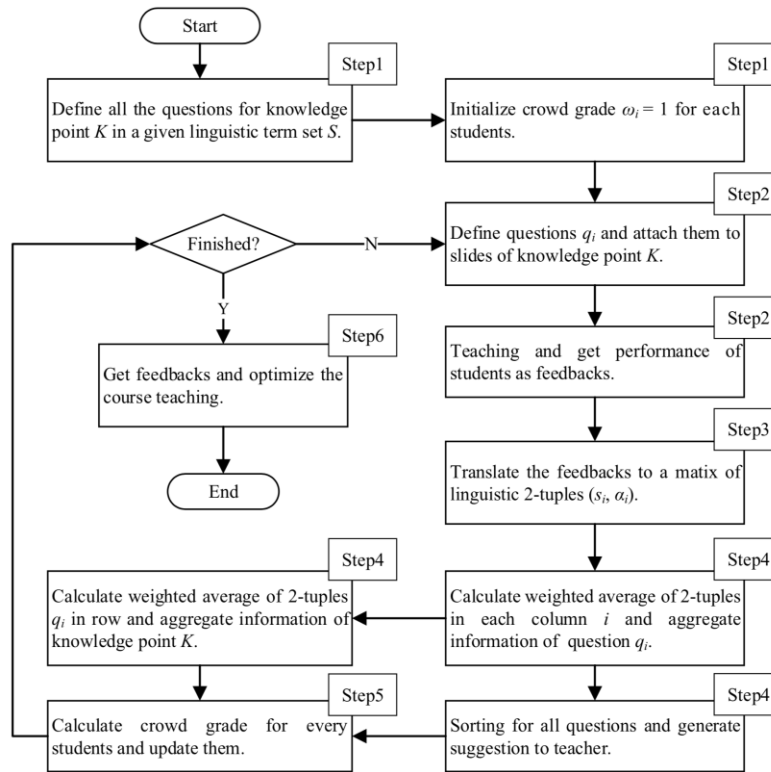 Start
Step1
Define all the questions for knowledge
point K in a given linguistic term set S.
Step1
Initialize crowd grade ωi = 1 for each
students.
Step2
Define questions qi and attach them to
slides of knowledge point K.
Finished?
N
Y
Step2
Teaching and get performance of
students as feedbacks.
Step6
Get feedbacks and optimize the
course teaching.
Step3
Translate the feedbacks to a matix of
linguistic 2-tuples (si, αi).
End
Step4
Calculate weighted average of 2-tuples
qi in row and aggregate information of
knowledge point K.
Step4
Calculate weighted average of 2-tuples
in each column i and aggregate
information of question qi.
Step5
Calculate crowd grade for every
students and update them.
Step4
Sorting for all questions and generate
suggestion to teacher.